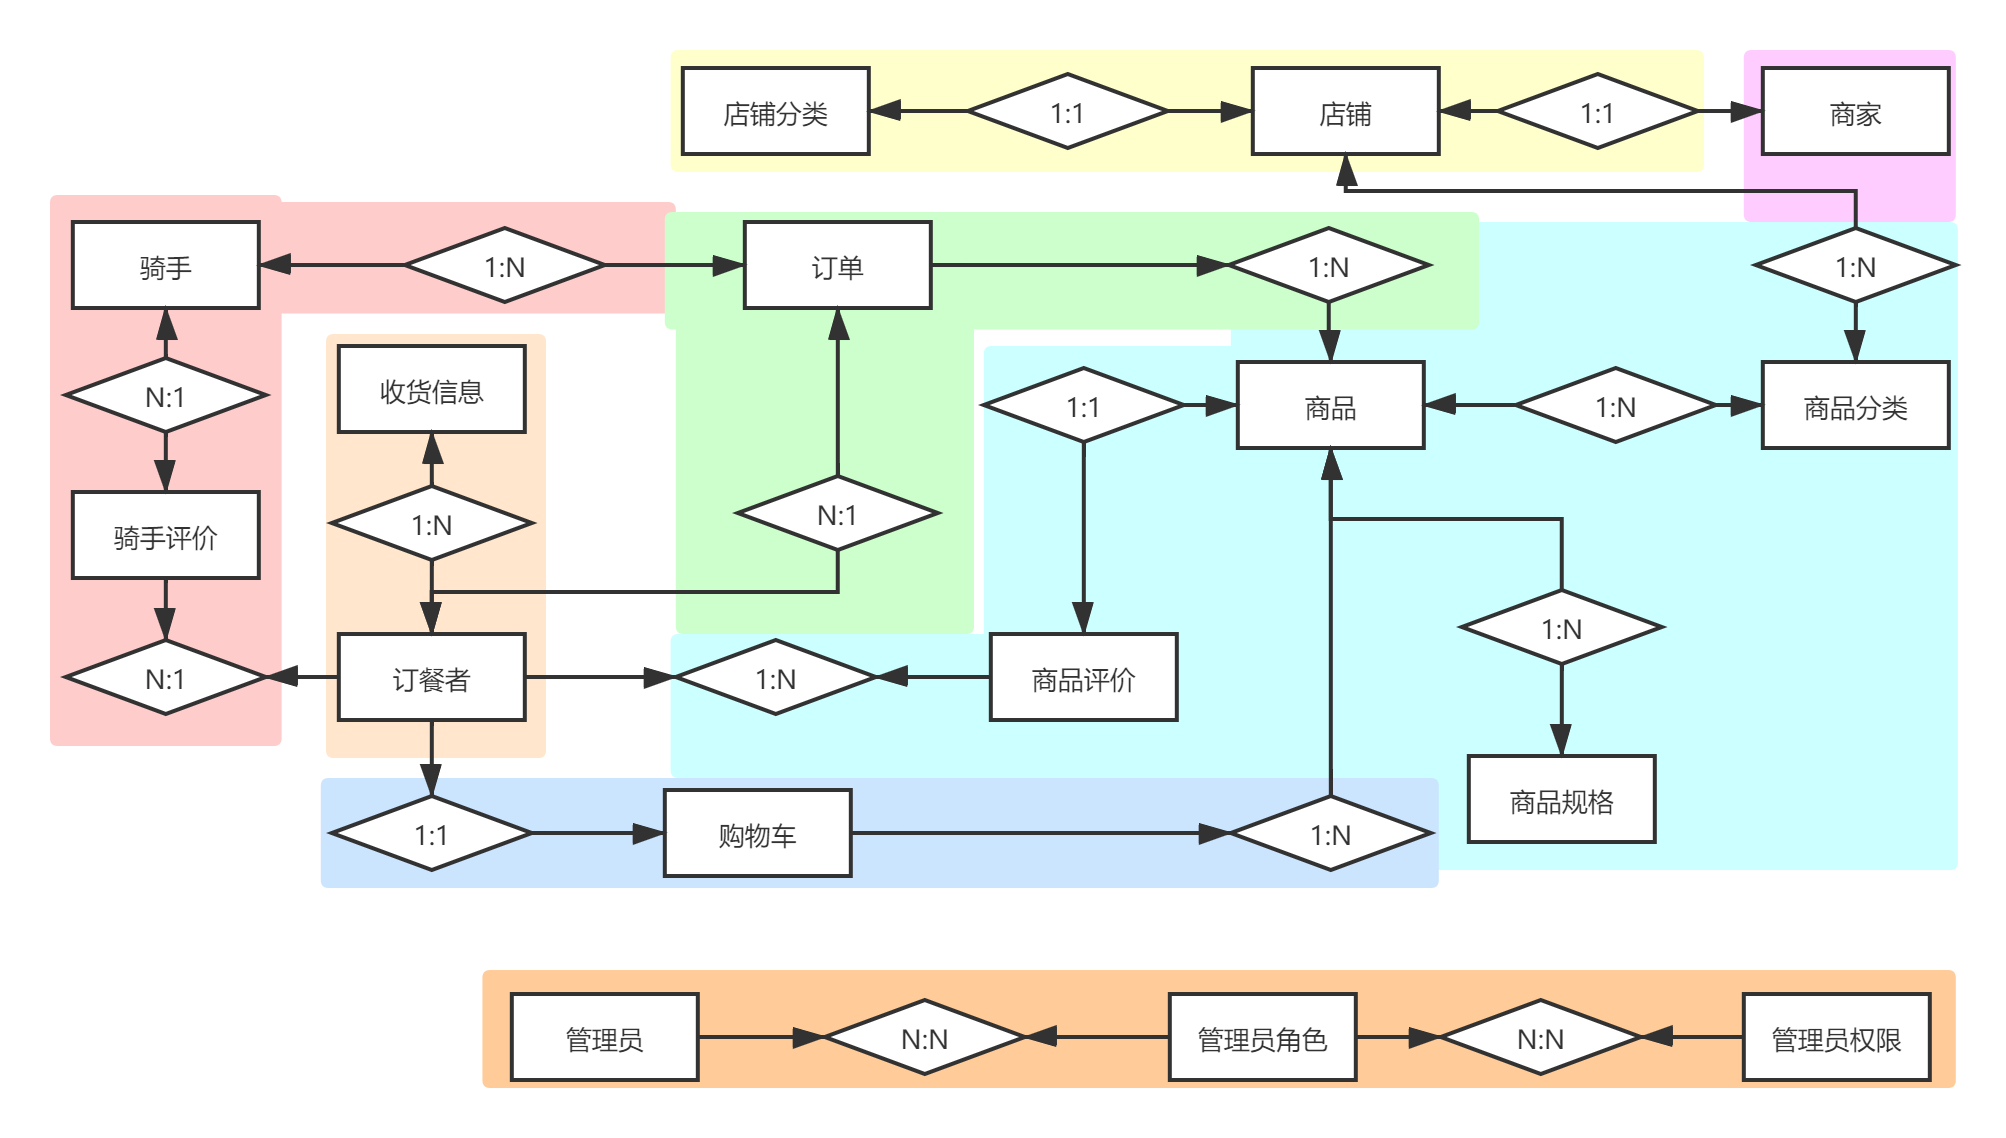 店铺分类
1:1
店铺
1:1
商家
骑手
1:N
订单
1:N
1:N
N:1
收货信息
1:1
商品
1:N
商品分类
骑手评价
1:N
N:1
1:N
N:1
订餐者
1:N
商品评价
商品规格
1:1
购物车
1:N
管理员
N:N
管理员角色
N:N
管理员权限